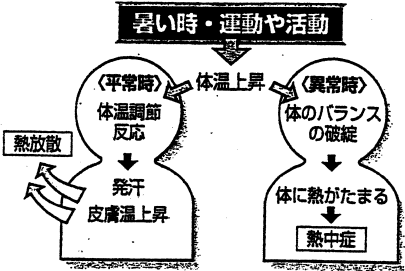 暑い時・運動や活動
体温上昇
〈平常時〉
体温調節
反応
発汗
皮膚温上昇
熱放散
〈異常時〉
体のバランス
の破綻
体に熱がたまる
熱中症